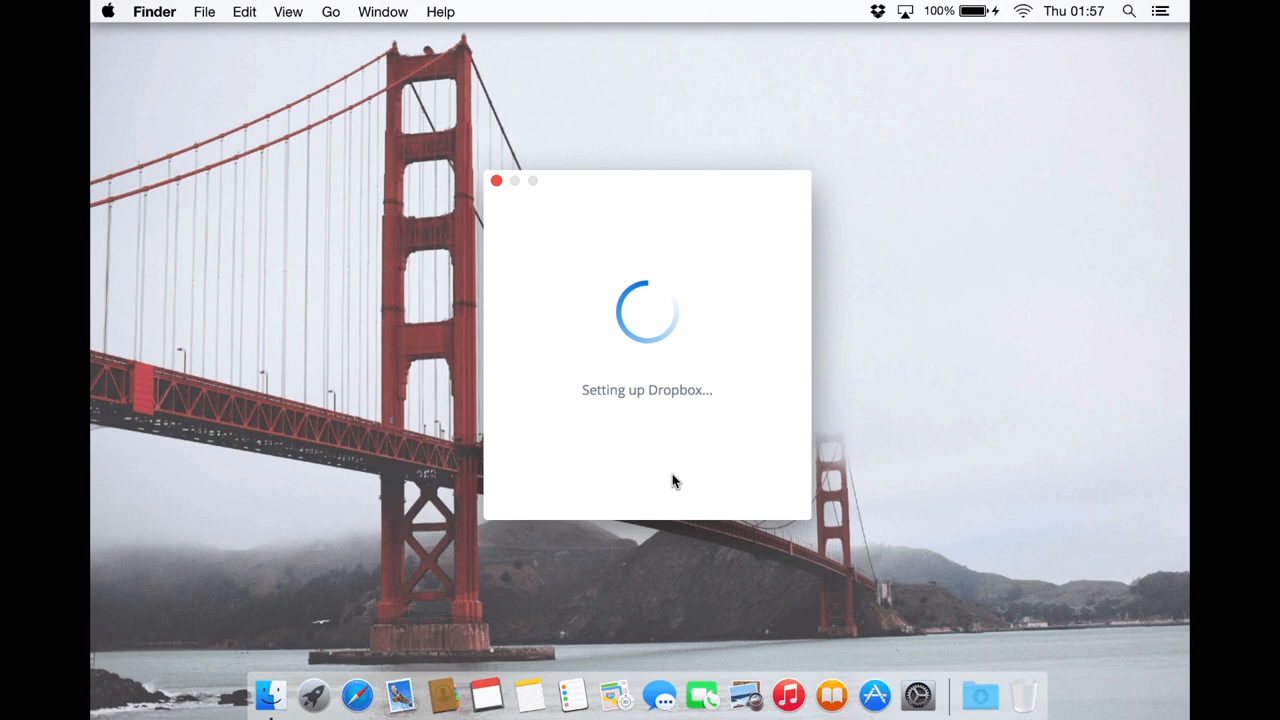 Finder File Edit View Go Window Help 100% Thu 01:57
Setting up Dropbox...